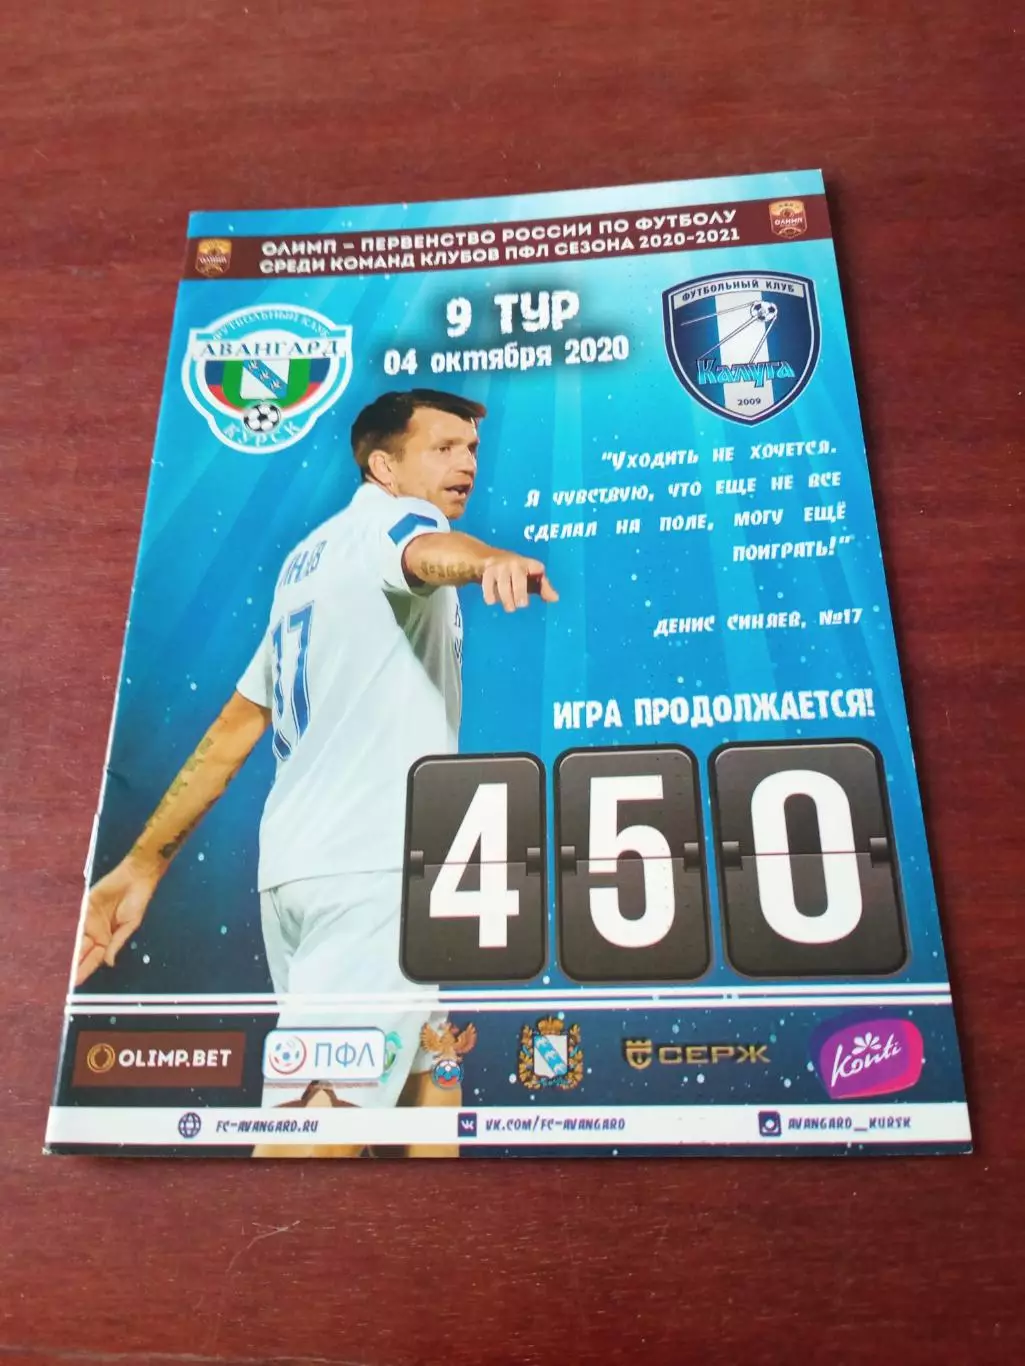 ОЛИМП – ПЕРВЕНСТВО РОССИИ ПО ФУТБОЛУ
СРЕДИ КОМАНД КЛУБОВ ПФЛ СЕЗОНА 2020-2021
ОЛИМП
ФУТБОЛЬНЫЙ КЛУБ
АВАНГАРД
КУРСК
9 ТУР
04 октября 2020
ФУТБОЛЬНЫЙ КЛУБ
Калуга
2009
"Уходить не хочется.
Я чувствую, что еще не все
сделал на поле, могу ещё
поиграть!"
Денис Синяев, №17
17
ИГРА ПРОДОЛЖАЕТСЯ!
450
OLIMP.BET
ПФЛ
СЕРЖ
Konti
FC-AVANGARD.RU
VK.COM/FC-AVANGARD
AVANGARD__KURSK